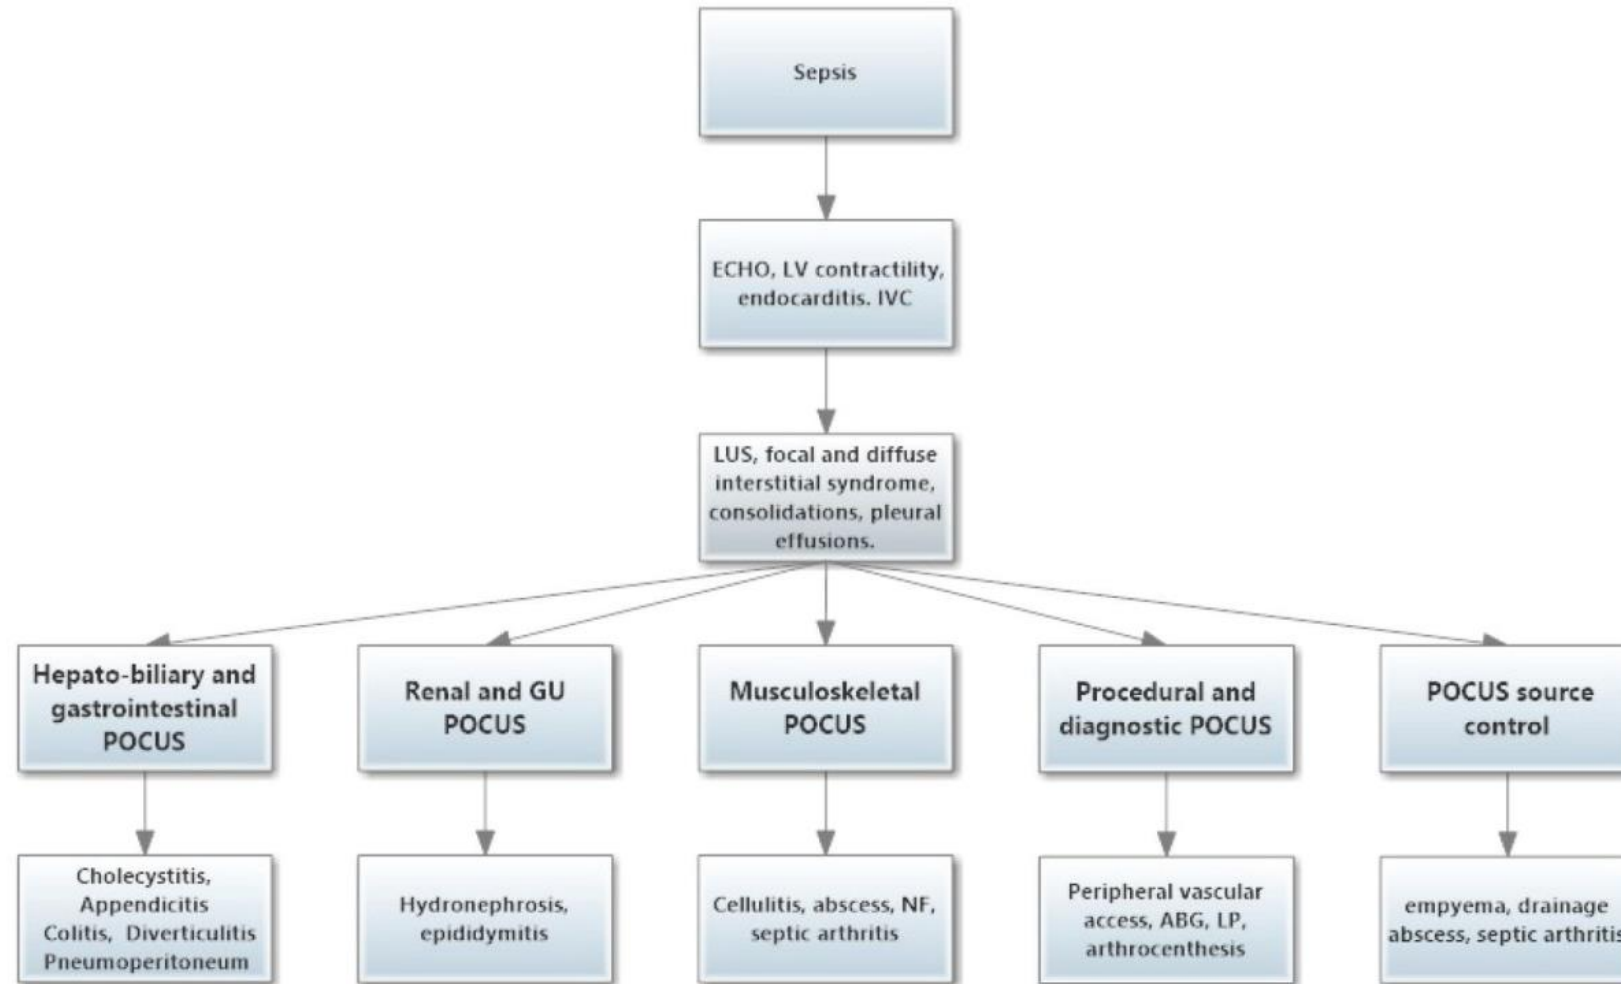 Sepsis
ECHO, LV contractility,
endocarditis. IVC
LUS, focal and diffuse
interstitial syndrome,
consolidations, pleural
effusions.
Hepato-biliary and
gastrointestinal
POCUS
Renal and GU
POCUS
Musculoskeletal
POCUS
Procedural and
diagnostic POCUS
POCUS source
control
Cholecystitis,
Appendicitis
Colitis, Diverticulitis
Pneumoperitoneum
Hydronephrosis,
epididymitis
Cellulitis, abscess, NF,
septic arthritis
Peripheral vascular
access, ABG, LP,
arthrocenthesis
empyema, drainage
abscess, septic arthritis